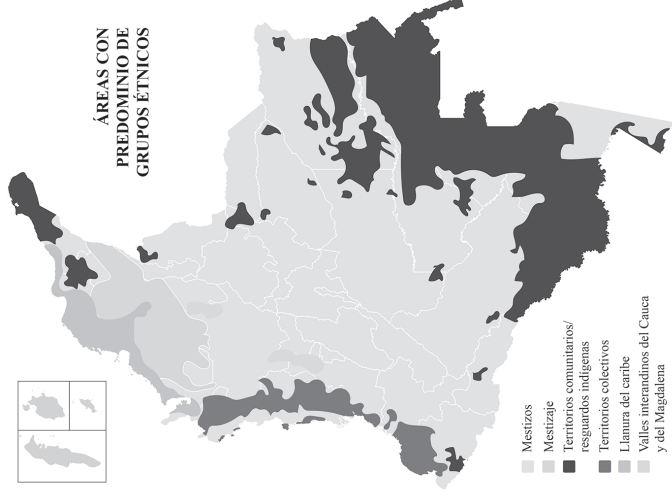 ÁREAS CON
PREDOMINIO DE
GRUPOS ÉTNICOS
Mestizos
Mestizaje
Territorios comunitarios/
resguardos indígenas
Territorios colectivos
Llanura del caribe
Valles interandinos del Cauca
y del Magdalena